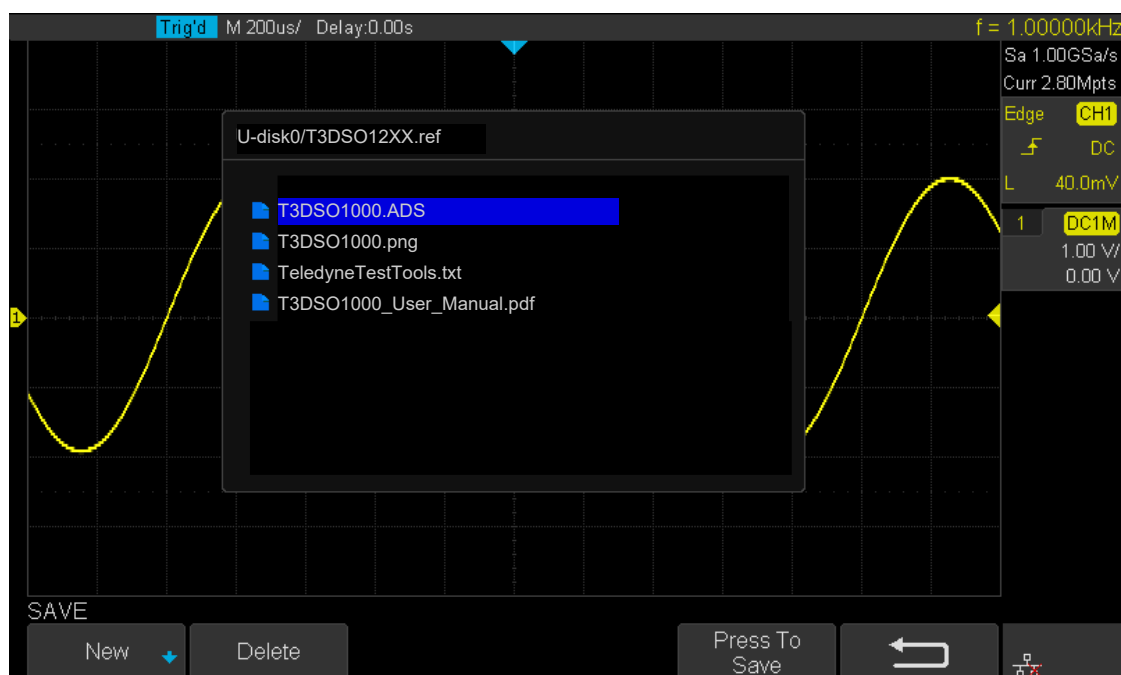 Trig'd M 200us/ Delay:0.00s f = 1.00000kHz
Sa 1.00GSa/s
Curr 2.80Mpts
Edge CH1
DC
L 40.0mV
1 DC1M
1.00 V/
0.00 V
U-disk0/T3DSO12XX.ref
T3DSO1000.ADS
T3DSO1000.png
TeledyneTestTools.txt
T3DSO1000_User_Manual.pdf
1
SAVE
New Delete Press To
Save